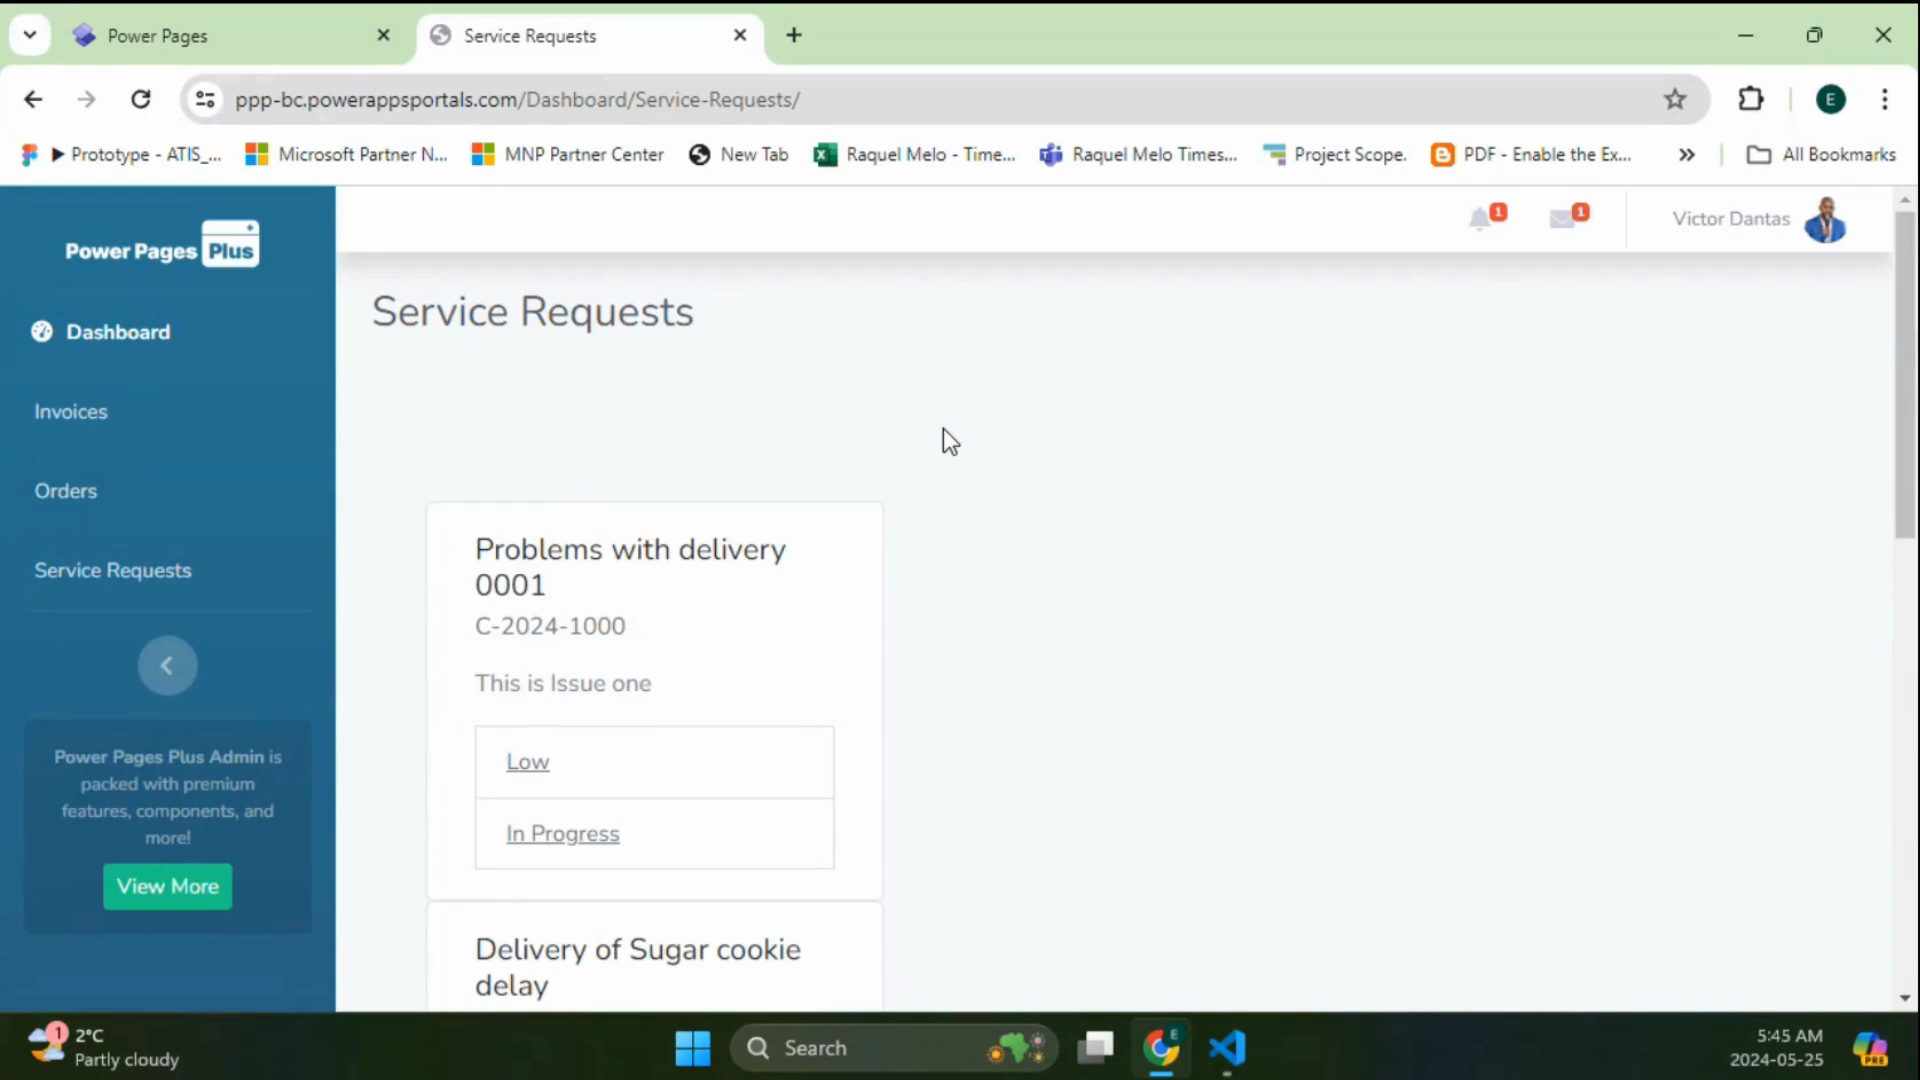 Power Pages
Service Requests
ppp-bc.powerappsportals.com/Dashboard/Service-Requests/
E
Prototype - ATIS_...
Microsoft Partner N...
MNP Partner Center
New Tab
Raquel Melo - Time...
Raquel Melo Times...
Project Scope.
PDF - Enable the Ex...
All Bookmarks
Power Pages Plus
1
1
Victor Dantas
Dashboard
Invoices
Orders
Service Requests
Power Pages Plus Admin is
packed with premium
features, components, and
more!
View More
Service Requests
Problems with delivery
0001
C-2024-1000
This is Issue one
Low
In Progress
Delivery of Sugar cookie
delay
1
2°C
Partly cloudy
Search
E
5:45 AM
2024-05-25
PRE